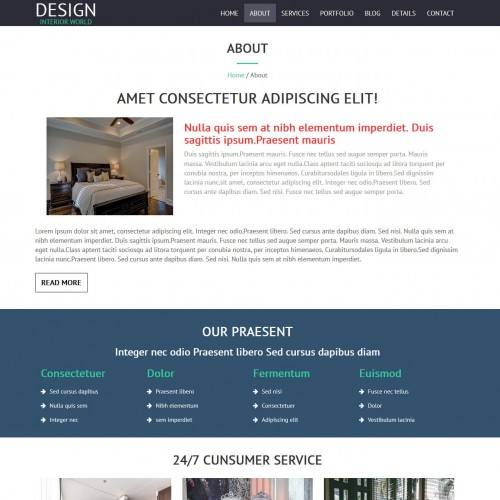 DESIGN
INTERIOR WORLD
HOME ABOUT SERVICES PORTFOLIO BLOG DETAILS CONTACT
ABOUT
Home / About
AMET CONSECTETUR ADIPISCING ELIT!
Nulla quis sem at nibh elementum imperdiet. Duis
sagittis ipsum.Praesent mauris
Duis sagittis ipsum.Praesent mauris. Fusce nec tellus sed augue semper porta. Mauris
massa. Vestibulum lacinia arcu eget nulla.Class aptent taciti sociosqu ad litora torquent per
conubia nostra, per inceptos himenaeos. Curabitursodales ligula in libero.Sed dignissim
lacinia nunc imperdiet. Integer nec odio.Praesent libero. Sed cursus
ante dapibus diam. Sed nisi. Fusce nec tellus sed augue semper porta.
Lorem ipsum dolor sit amet, consectetur adipiscing elit. Integer nec odio.Praesent libero. Sed cursus ante dapibus diam. Sed nisi. Nulla quis sem at
nibh elementum imperdiet. Duis sagittis ipsum.Praesent mauris. Fusce nec tellus sed augue semper porta. Mauris massa. Vestibulum lacinia arcu eget
nulla.Class aptent taciti sociosqu ad litora torquent per conubia nostra, per inceptos himenaeos. Curabitursodales ligula in libero. Sed cursus ante
dapibus diam. Sed cursus ante dapibus diam. Sed nisi. Nulla quis sem at nibh elementum imperdiet.
READ MORE
OUR PRAESENT
Integer nec odio Praesent libero Sed cursus dapibus diam
Consectetuer Dolor Fermentum Euismod
Sed cursus dapibus Praesent libero Sed nisi Fusce nec tellus
Nulla quis sem Nibh elementum Consectetuer Dolor
Integer nec sem imperdiet Adipiscing elit Vestibulum lacinia
24/7 CUNSUMER SERVICE